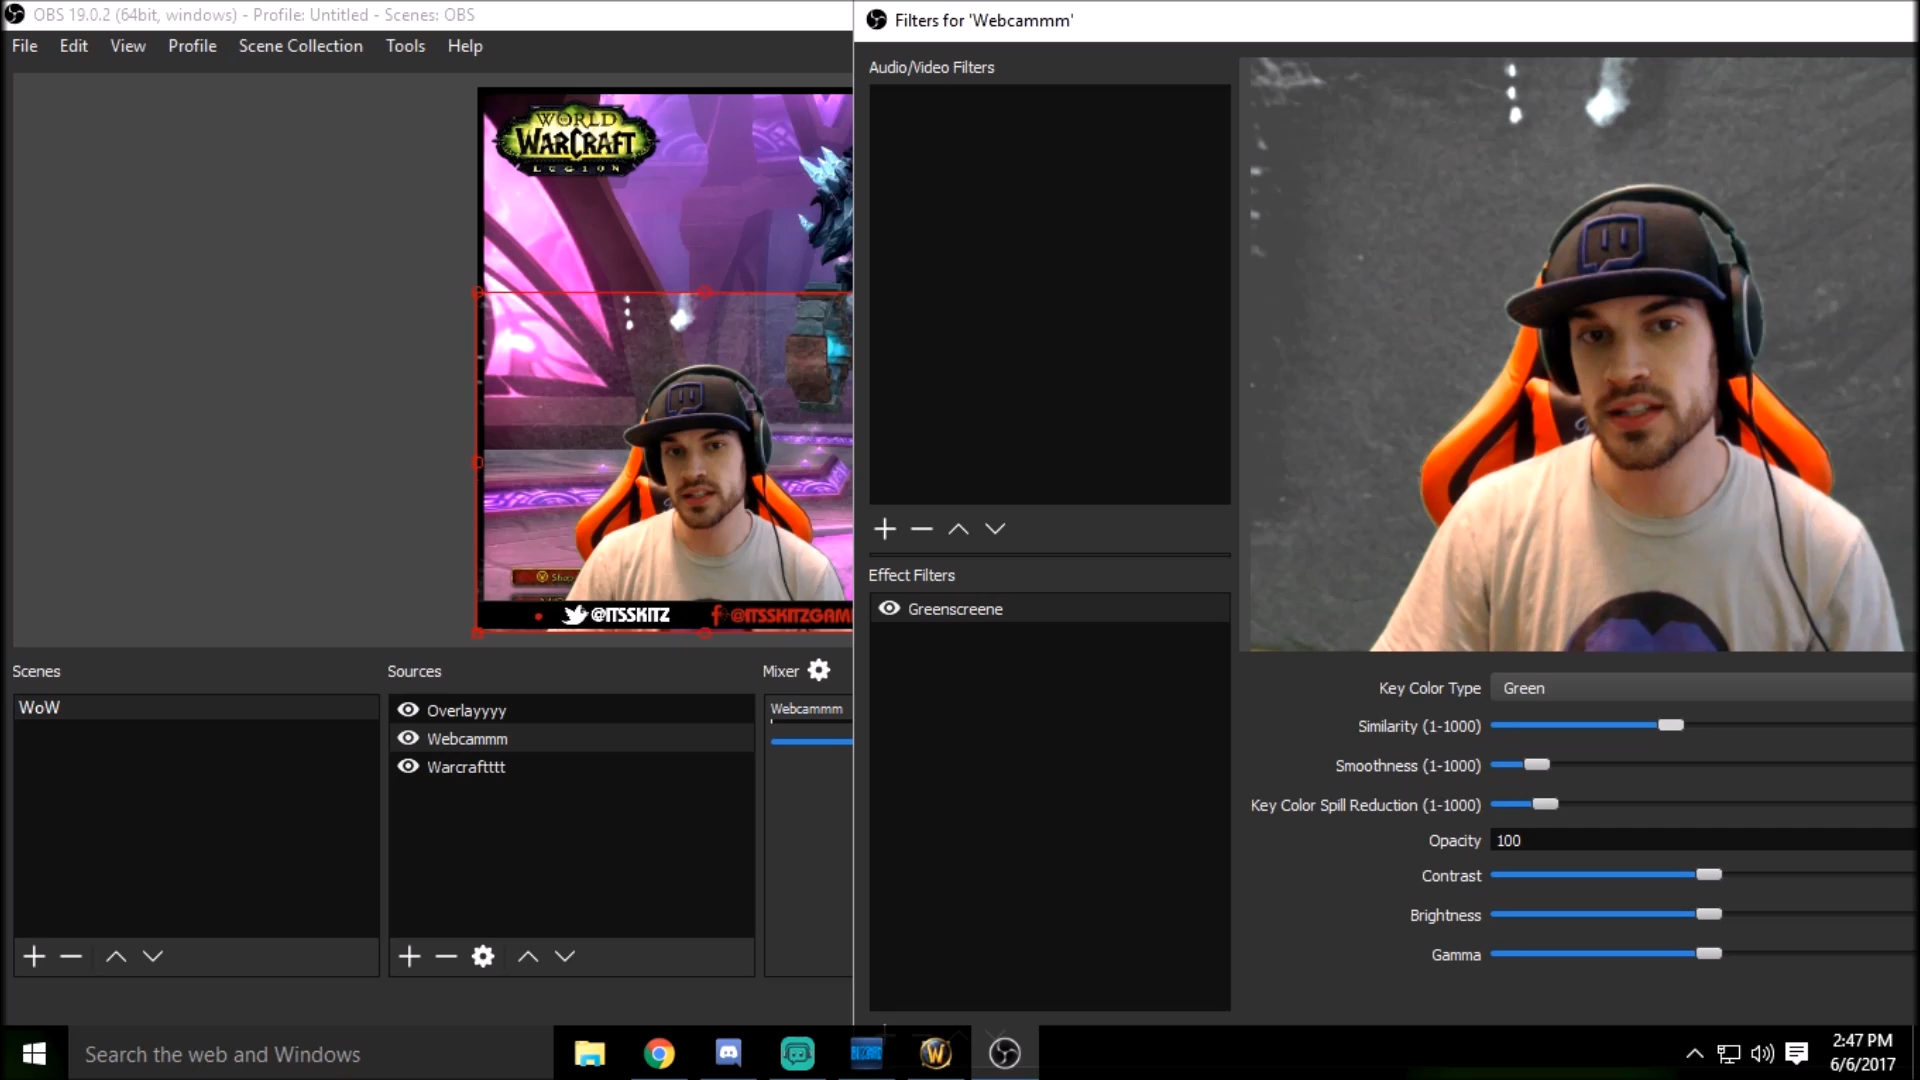 OBS 19.0.2 (64bit, windows) - Profile: Untitled - Scenes: OBS
File Edit View Profile Scene Collection Tools Help
WORLD
WARCRAFT
LEGION
Shop
@ITSSKITZ
@ITSSKITZGAM
Scenes
WoW
Sources
Overlayyyy
Webcammm
Warcraftttt
Mixer
Webcammm
Filters for 'Webcammm'
Audio/Video Filters
Effect Filters
Greenscreene
Key Color Type Green
Similarity (1-1000)
Smoothness (1-1000)
Key Color Spill Reduction (1-1000)
Opacity 100
Contrast
Brightness
Gamma
Search the web and Windows
BLIZZARD
W
2:47 PM
6/6/2017